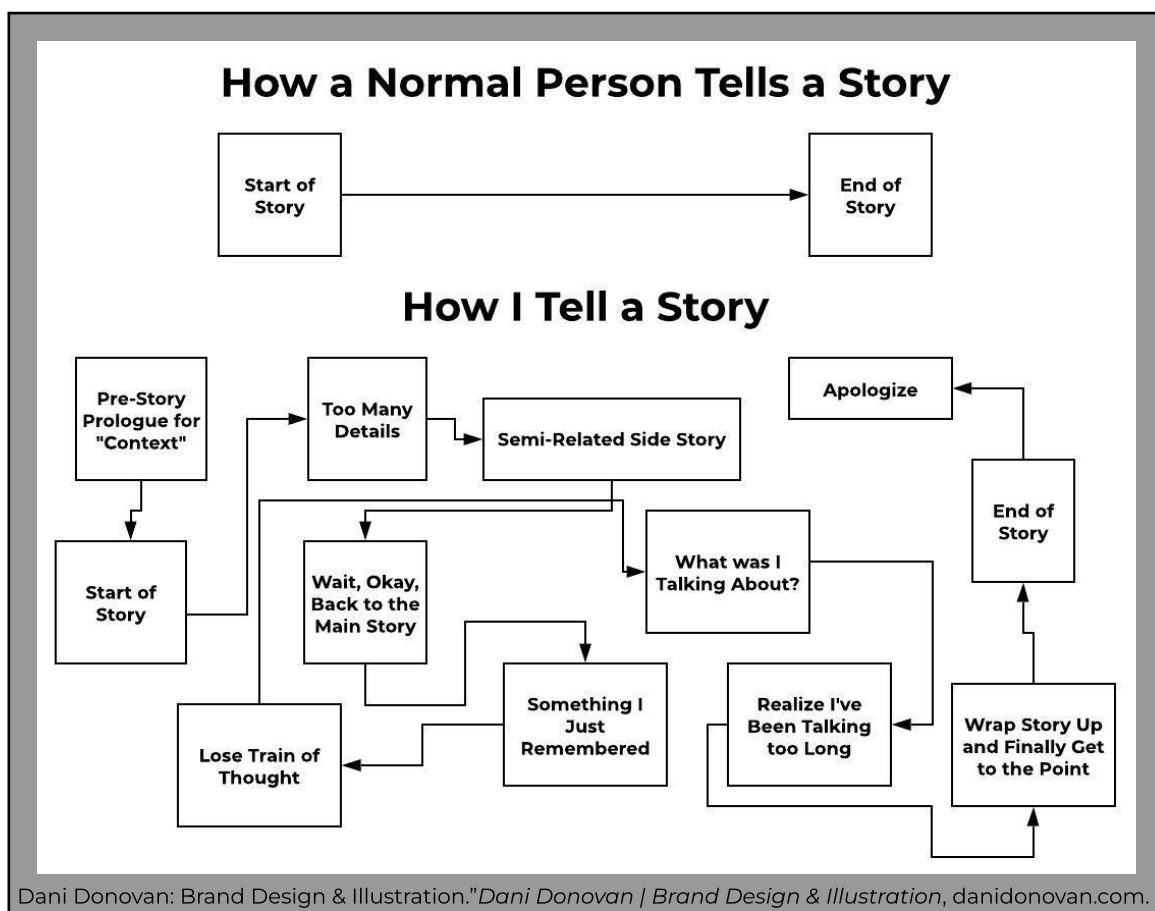 How a Normal Person Tells a Story
Start of
Story
End of
Story
How I Tell a Story
Pre-Story
Prologue for
"Context"
Start of
Story
Too Many
Details
Semi-Related Side Story
Wait, Okay,
Back to the
Main Story
Something I
Just
Remembered
Lose Train of
Thought
What was I
Talking About?
Realize I've
Been Talking
too Long
Wrap Story Up
and Finally Get
to the Point
End of
Story
Apologize
Dani Donovan: Brand Design & Illustration.”Dani Donovan | Brand Design & Illustration, danidonovan.com.